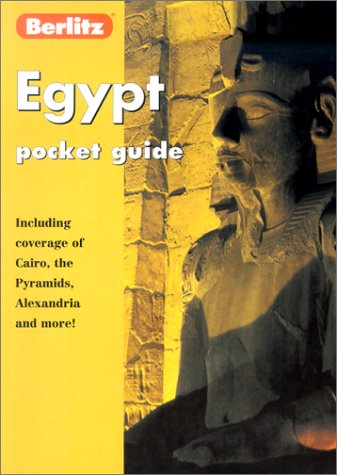 Berlitz
Egypt
pocket guide
Including
coverage of
Cairo, the
Pyramids,
Alexandria
and more!